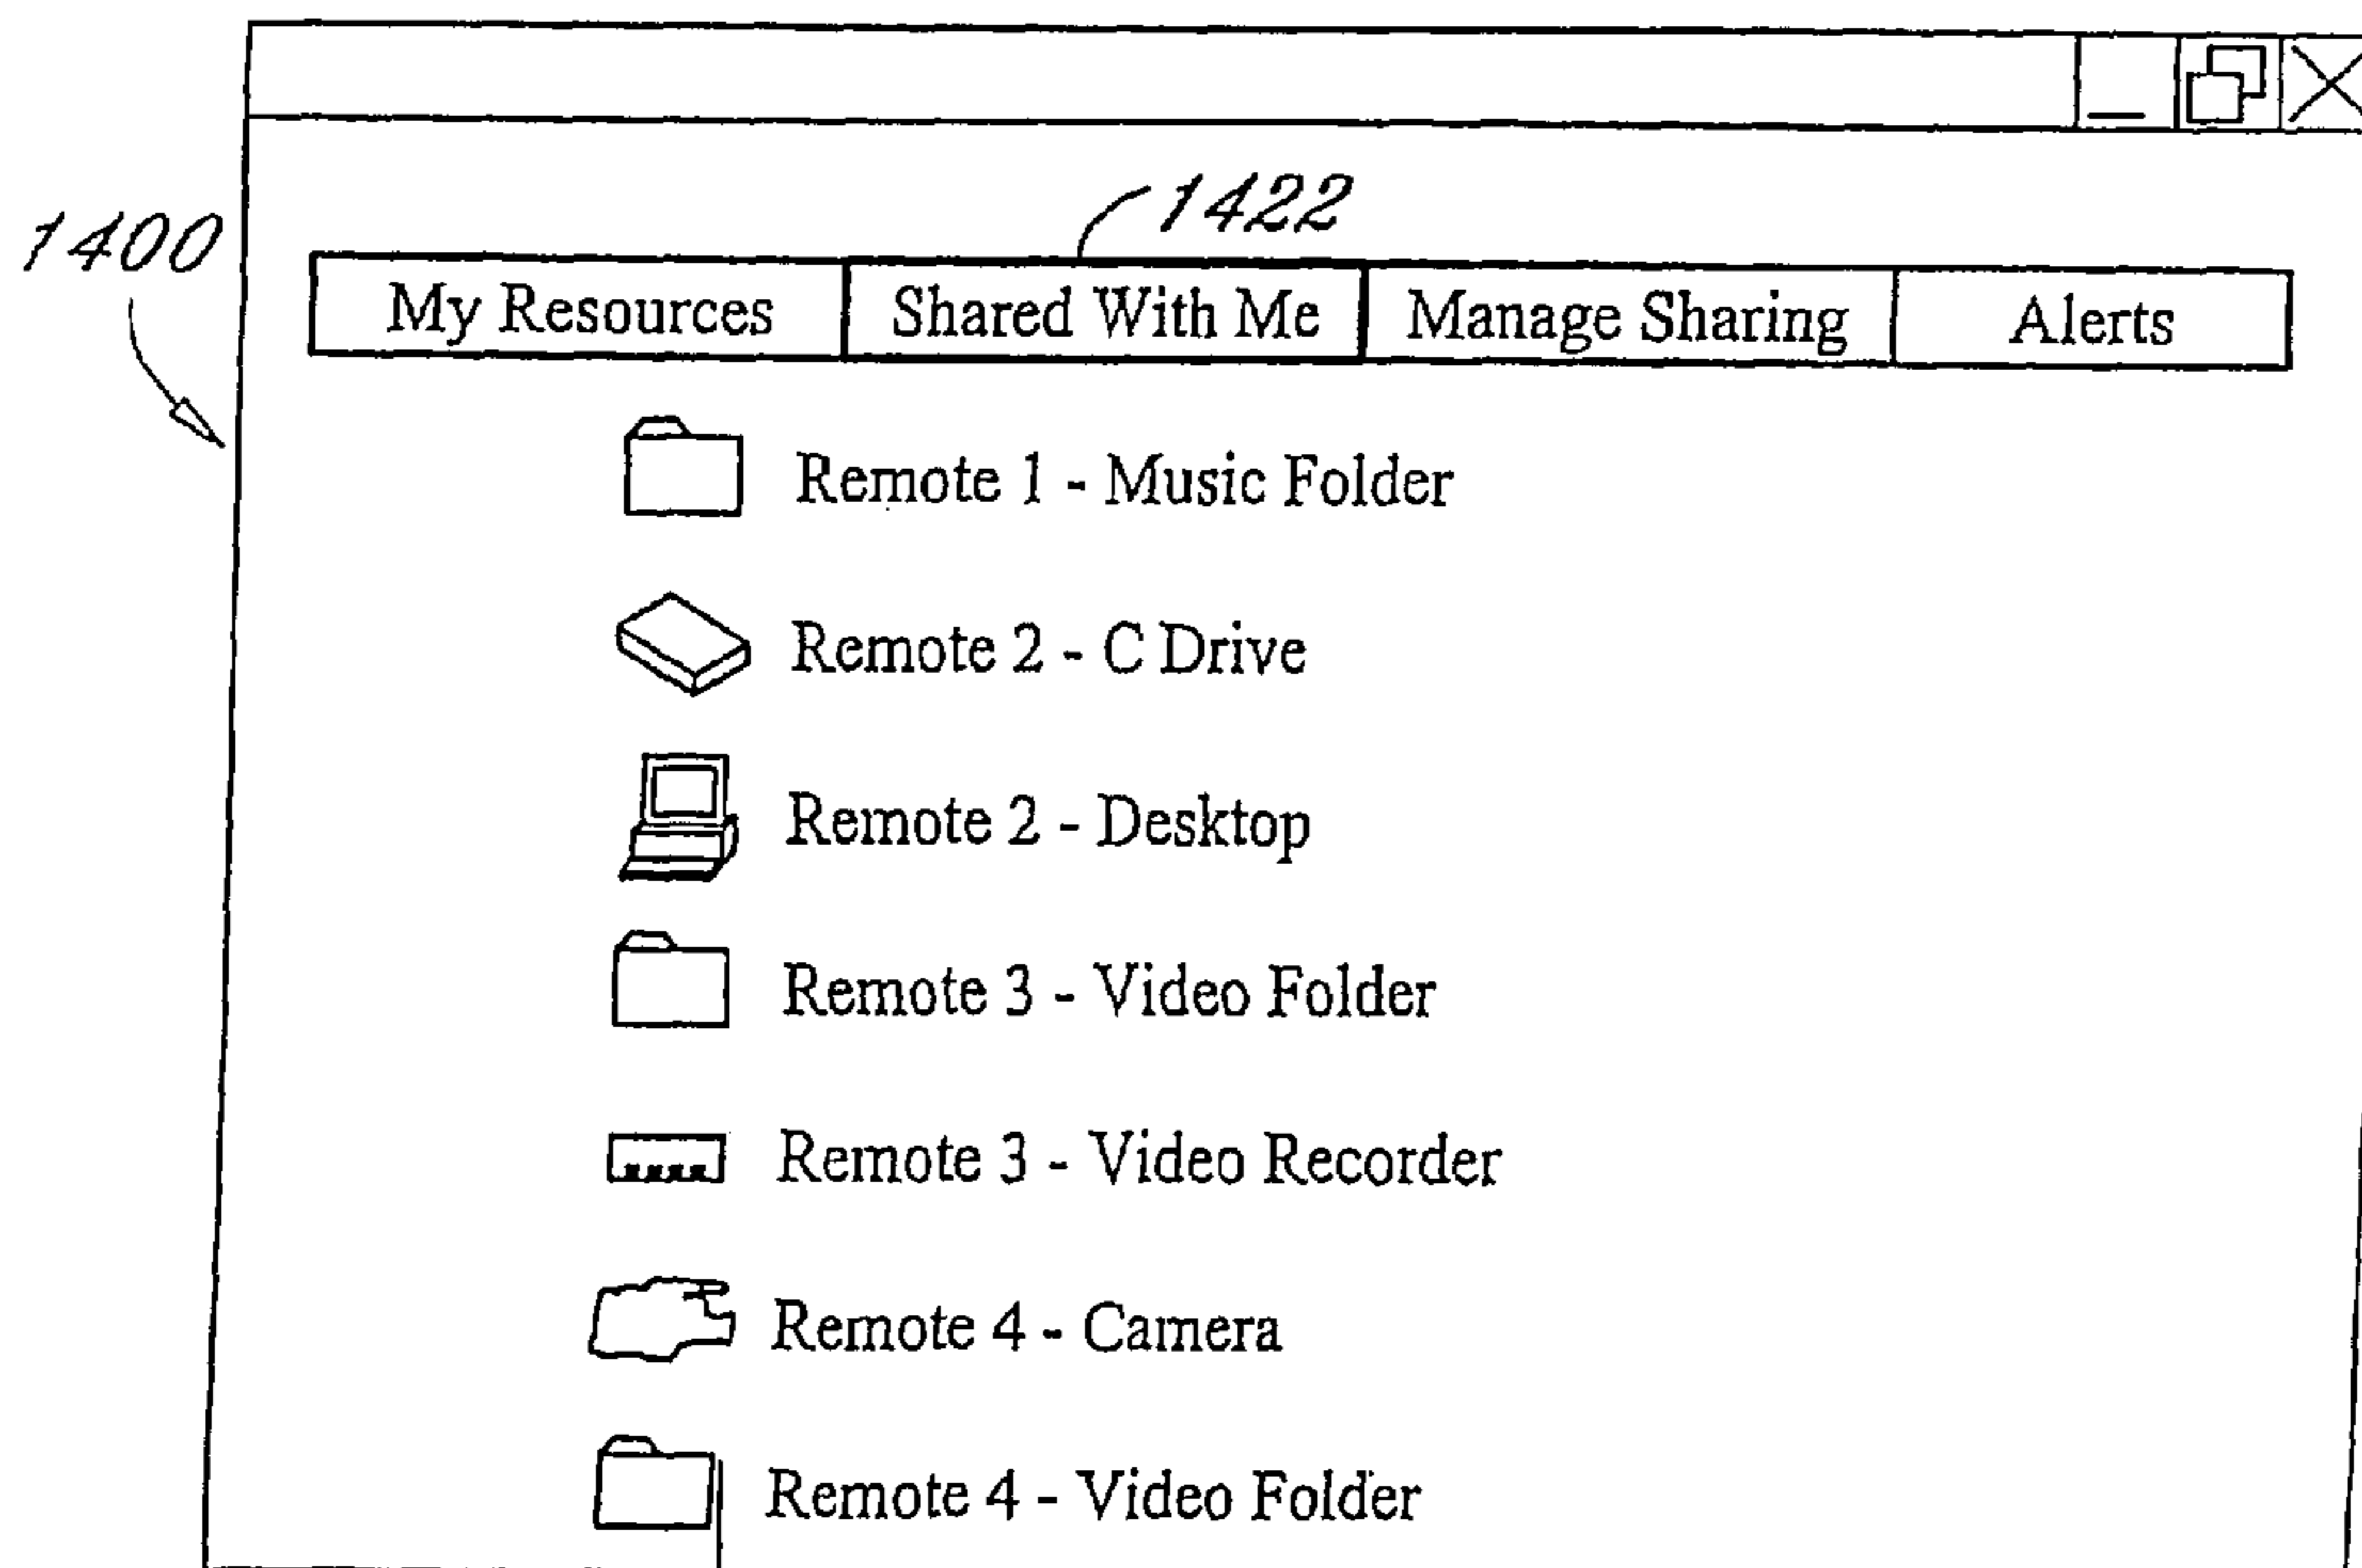 1422
1400
My Resources Shared With Me Manage Sharing Alerts
Remote 1 - Music Folder
Remote 2 - C Drive
Remote 2 - Desktop
Remote 3 - Video Folder
Remote 3 - Video Recorder
Remote 4 - Camera
Remote 4 - Video Folder